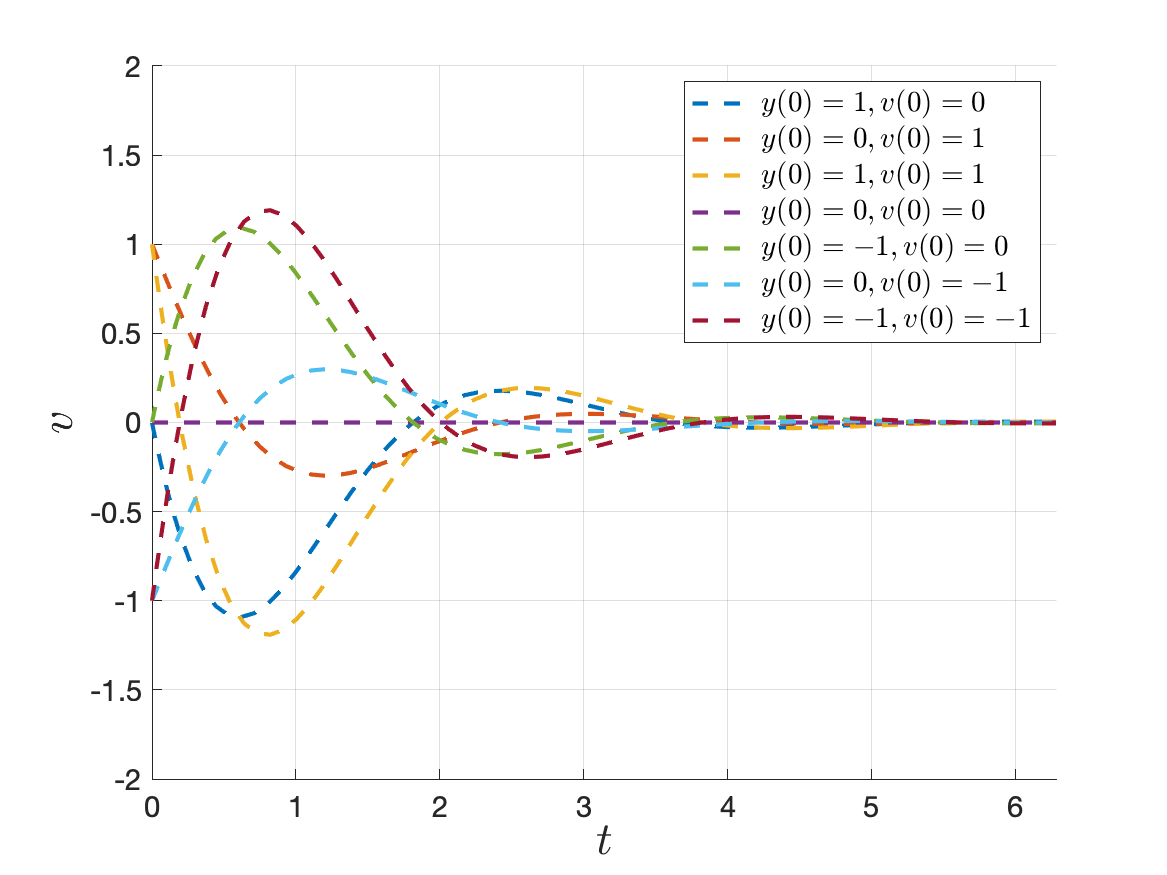 2
1.5
1
0.5
0
-0.5
-1
-1.5
-2
v
0 1 2 3 4 5 6
t
y(0) = 1, v(0) = 0
y(0) = 0, v(0) = 1
y(0) = 1, v(0) = 1
y(0) = 0, v(0) = 0
y(0) = −1, v(0) = 0
y(0) = 0, v(0) = −1
y(0) = −1, v(0) = −1